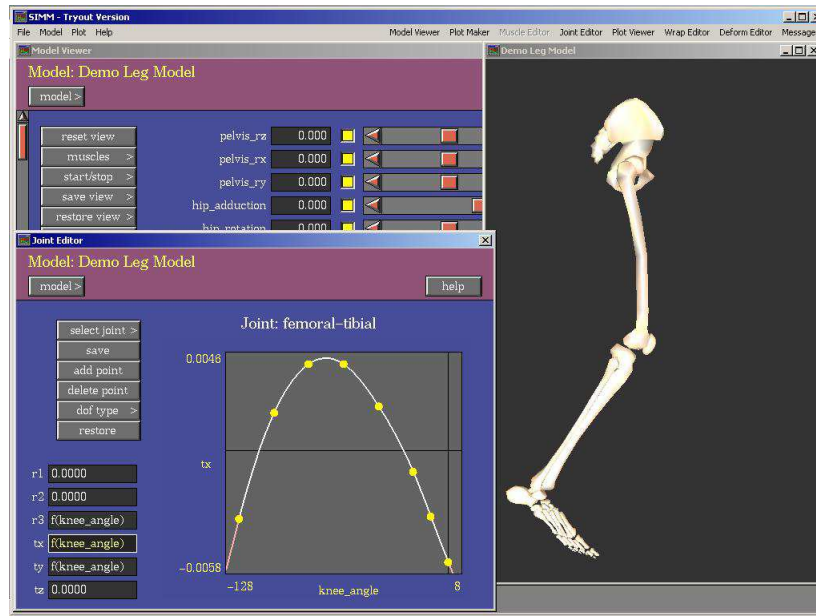 SIMM - Tryout Version
File Model Plot Help Model Viewer Plot Maker Muscle Editor Joint Editor Plot Viewer Wrap Editor Deform Editor Message
Model Viewer
Model: Demo Leg Model
model >
reset view
muscles >
start/stop >
save view >
restore view >
pelvis_rz 0.000
pelvis_rx 0.000
pelvis_ry 0.000
hip_adduction 0.000
hip_rotation 0.000
Demo Leg Model
Joint Editor
Model: Demo Leg Model
model >
help
select joint >
save
add point
delete point
dof type >
restore
r1 0.0000
r2 0.0000
r3 f(knee_angle)
tx f(knee_angle)
ty f(knee_angle)
tz 0.0000
Joint: femoral-tibial
0.0046
tx
-0.0058
-128 knee_angle 8